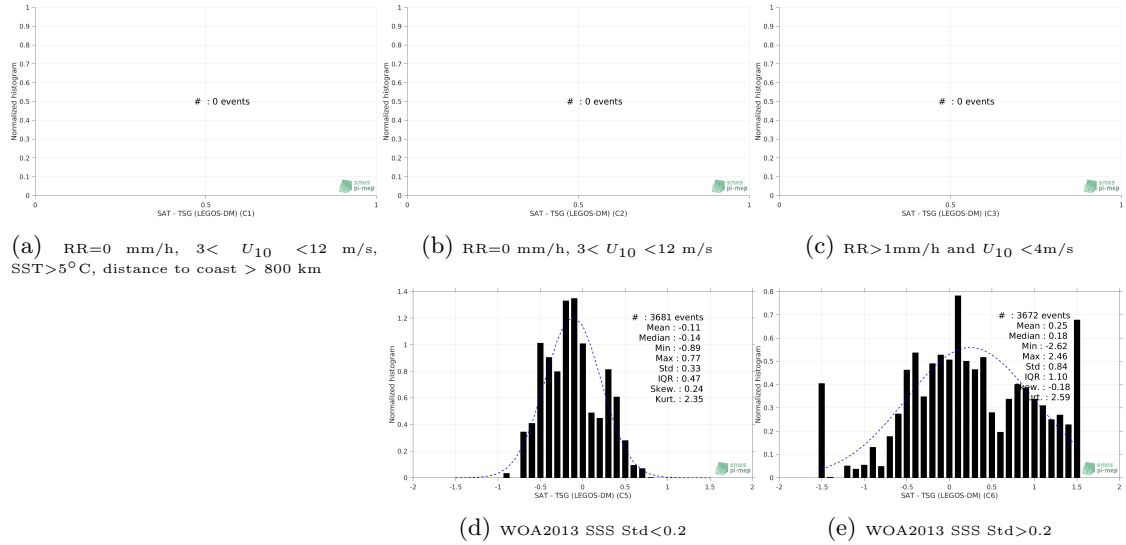 1
0.9
0.8
0.7
0.6
0.5
0.4
0.3
0.2
0.1
0
Normalized histogram
# : 0 events
smos
pi-mep
0 0.5 1
SAT - TSG (LEGOS-DM) (C1)
(a) RR=0 mm/h, 3< U10 <12 m/s,
SST>5°C, distance to coast > 800 km
1
0.9
0.8
0.7
0.6
0.5
0.4
0.3
0.2
0.1
0
Normalized histogram
# : 0 events
smos
pi-mep
0 0.5 1
SAT - TSG (LEGOS-DM) (C2)
(b) RR=0 mm/h, 3< U10 <12 m/s
1
0.9
0.8
0.7
0.6
0.5
0.4
0.3
0.2
0.1
0
Normalized histogram
# : 0 events
smos
pi-mep
0 0.5 1
SAT - TSG (LEGOS-DM) (C3)
(c) RR>1mm/h and U10 <4m/s
1.4
1.2
1
0.8
0.6
0.4
0.2
0
Normalized histogram
# : 3681 events
Mean : -0.11
Median : -0.14
Min : -0.89
Max : 0.77
Std : 0.33
IQR : 0.47
Skew. : 0.24
Kurt. : 2.35
smos
pi-mep
-2 -1.5 -1 -0.5 0 0.5 1 1.5 2
SAT - TSG (LEGOS-DM) (C5)
(d) WOA2013 SSS Std<0.2
0.8
0.7
0.6
0.5
0.4
0.3
0.2
0.1
0
Normalized histogram
# : 3672 events
Mean : 0.25
Median : 0.18
Min : -2.62
Max : 2.46
Std : 0.84
IQR : 1.10
Skew. : -0.18
Kurt. : 2.59
smos
pi-mep
-2 -1.5 -1 -0.5 0 0.5 1 1.5 2
SAT - TSG (LEGOS-DM) (C6)
(e) WOA2013 SSS Std>0.2